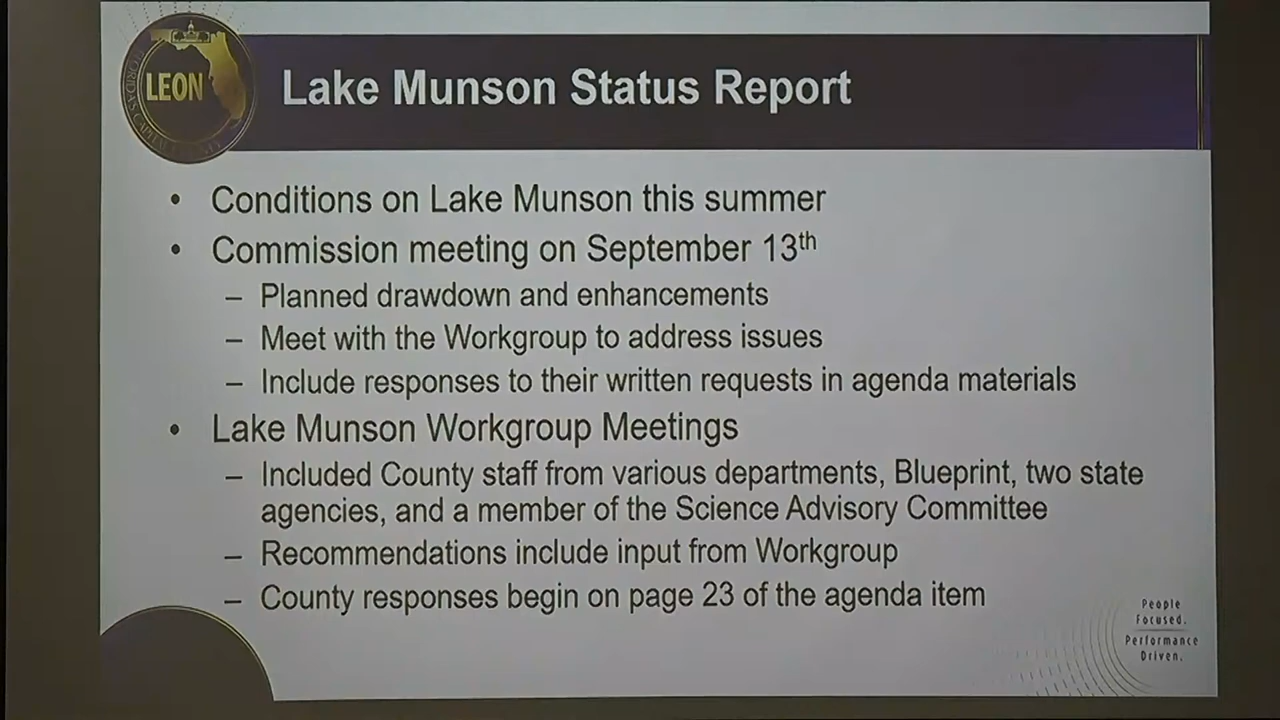 LEON
FLORIDA'S CAPITAL COUNTY
Lake Munson Status Report
• Conditions on Lake Munson this summer
• Commission meeting on September 13th
– Planned drawdown and enhancements
– Meet with the Workgroup to address issues
– Include responses to their written requests in agenda materials
• Lake Munson Workgroup Meetings
– Included County staff from various departments, Blueprint, two state
agencies, and a member of the Science Advisory Committee
– Recommendations include input from Workgroup
– County responses begin on page 23 of the agenda item
People
Focused.
Performance
Driven.